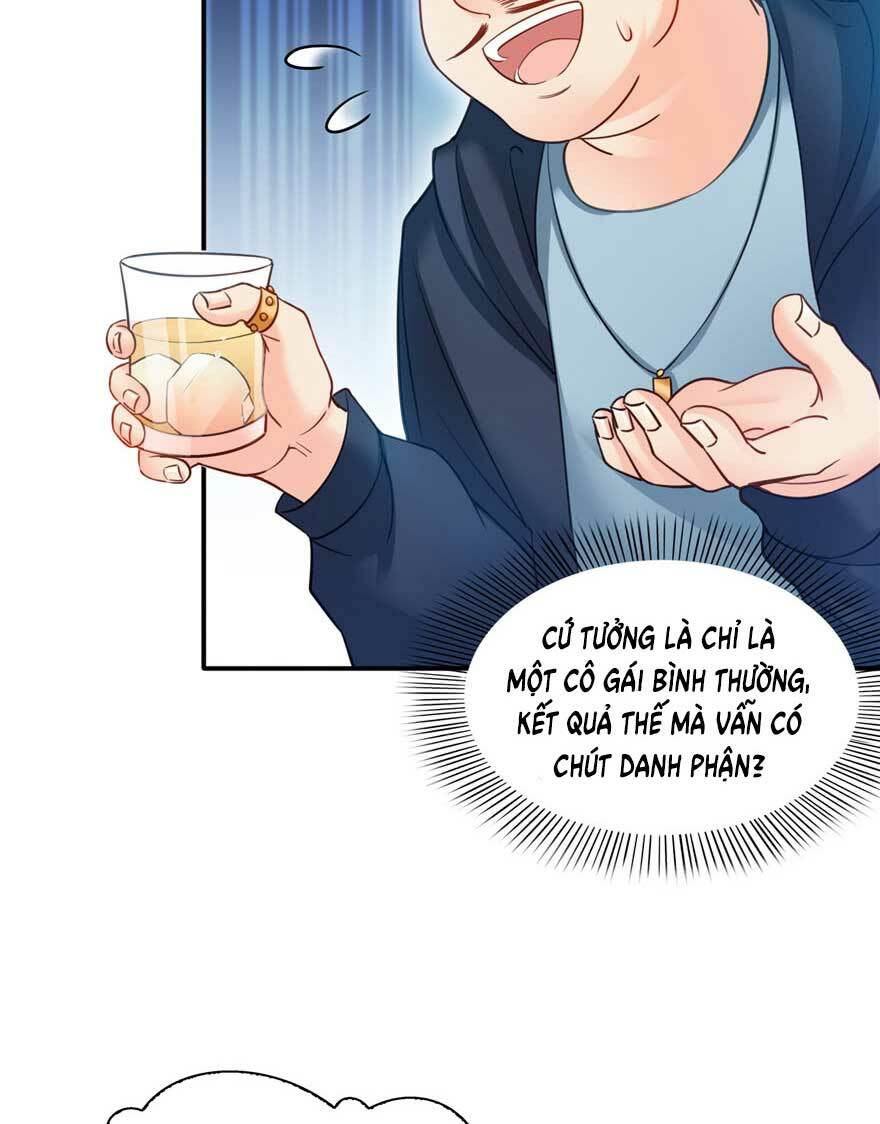 CỨ TƯỞNG LÀ CHỈ LÀ
MỘT CÔ GÁI BÌNH THƯỜNG,
KẾT QUẢ THẾ MÀ VẪN CÓ
CHÚT DANH PHẬN?